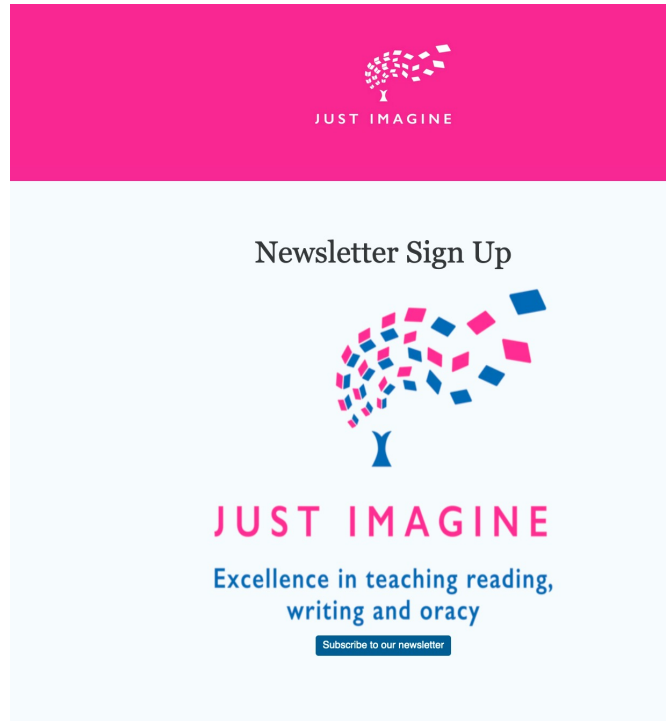 JUST IMAGINE
Newsletter Sign Up
JUST IMAGINE
Excellence in teaching reading,
writing and oracy
Subscribe to our newsletter